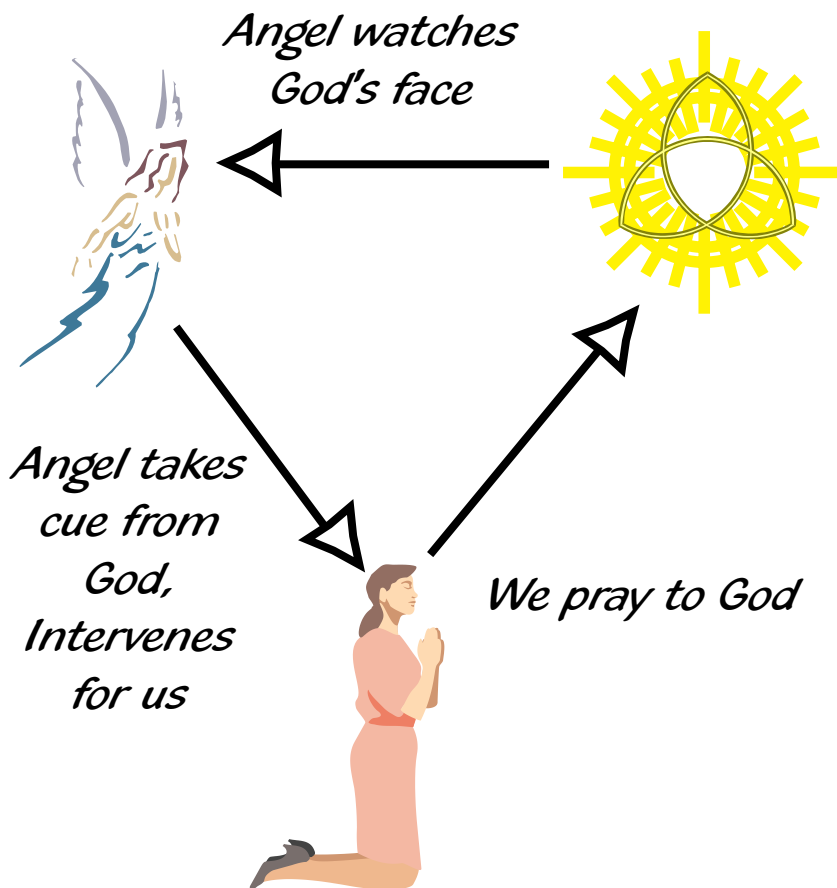 Angel watches
God's face
Angel takes
cue from
God,
Intervenes
for us
We pray to God